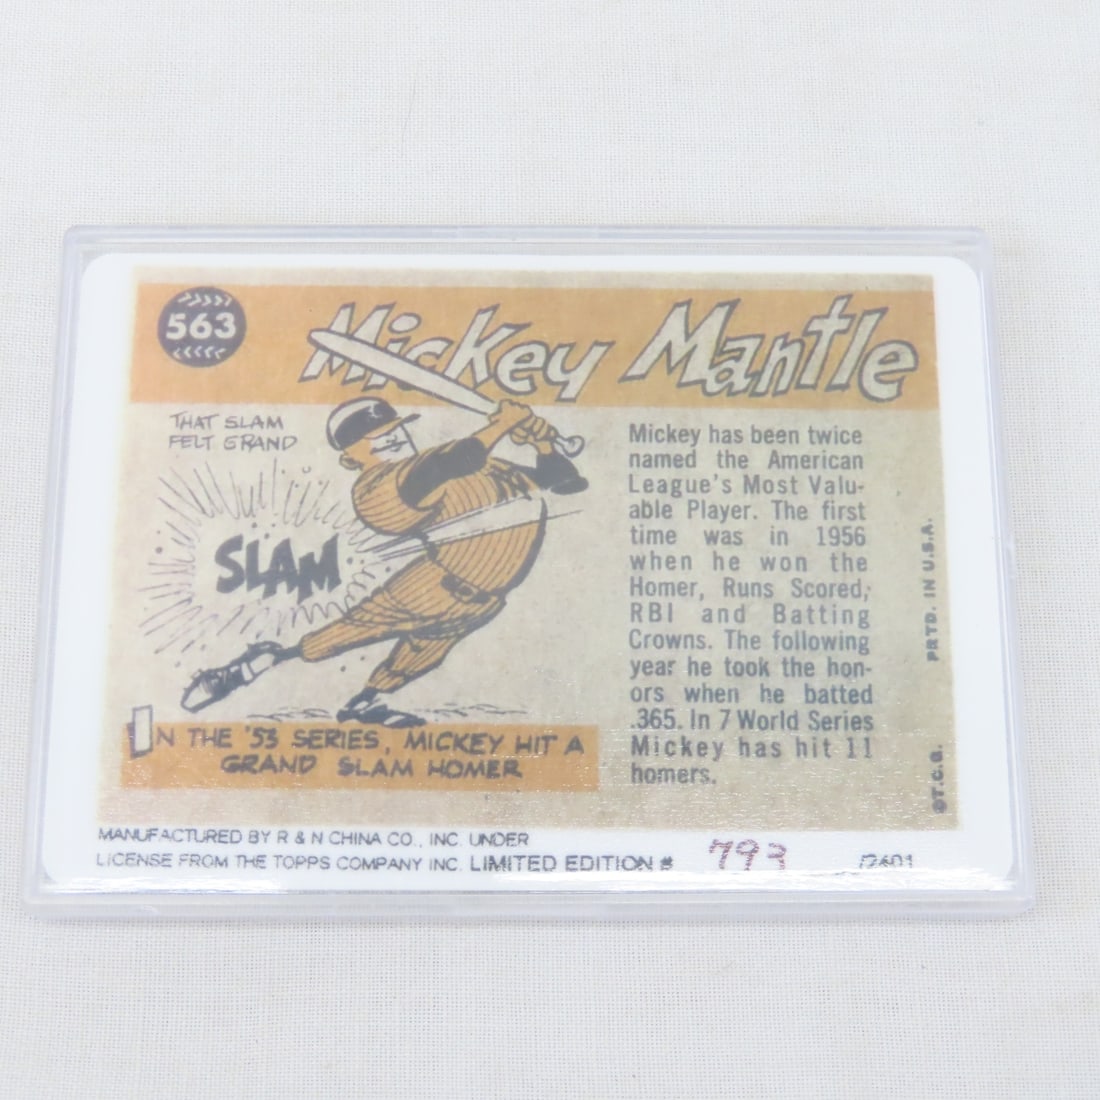 563
Mickey Mantle
THAT SLAM
FELT GRAND
SLAM
IN THE '53 SERIES, MICKEY HIT A
GRAND SLAM HOMER
Mickey has been twice
named the American
League's Most Valu-
able Player. The first
time was in 1956
when he won the
Homer, Runs Scored,
RBI and Batting
Crowns. The following
year he took the hon-
ors when he batted
.365. In 7 World Series
Mickey has hit 11
homers.
PRTD. IN U.S.A.
©T.C.G.
MANUFACTURED BY R & N CHINA CO., INC. UNDER
LICENSE FROM THE TOPPS COMPANY INC. LIMITED EDITION # 793 /2401